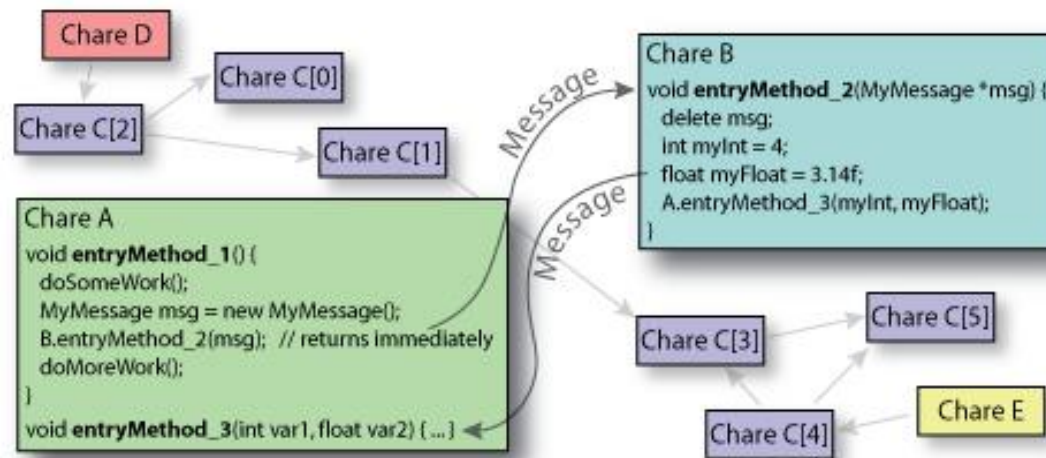 Chare D
Chare C[0]
Chare C[2]
Chare C[1]
Message
Message
Chare B
void entryMethod_2(MyMessage *msg) {
delete msg;
int myInt = 4;
float myFloat = 3.14f;
A.entryMethod_3(myInt, myFloat);
}
Chare A
void entryMethod_1() {
doSomeWork();
MyMessage msg = new MyMessage();
B.entryMethod_2(msg);  // returns immediately
doMoreWork();
}
void entryMethod_3(int var1, float var2) { ... }
Chare C[3]
Chare C[5]
Chare C[4]
Chare E